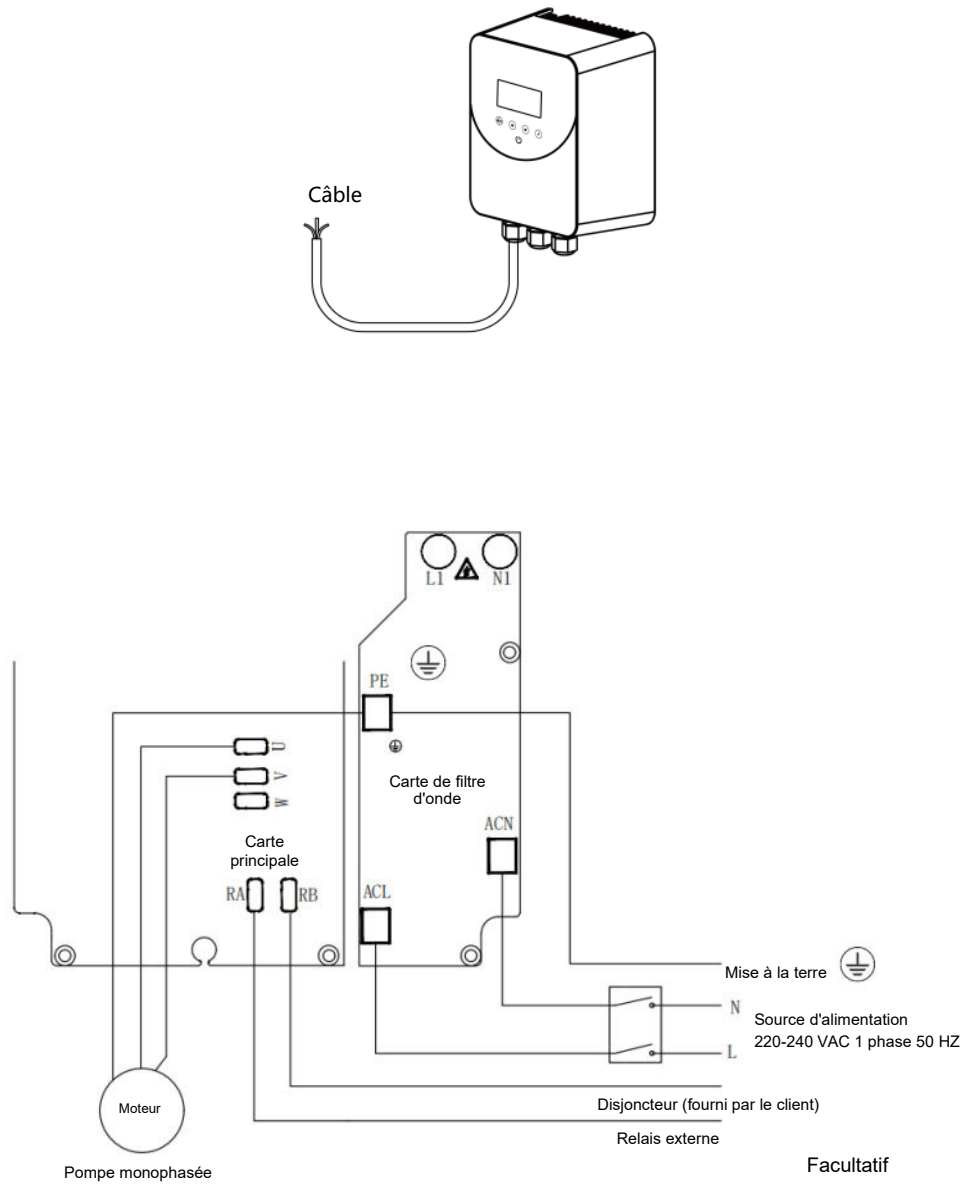 Câble
L1
N1
PE
U
V
W
Carte de filtre
d'onde
Carte
principale
ACN
RA
RB
ACL
Mise à la terre
N
Source d'alimentation
220-240 VAC 1 phase 50 HZ
L
Moteur
Disjoncteur (fourni par le client)
Relais externe
Facultatif
Pompe monophasée